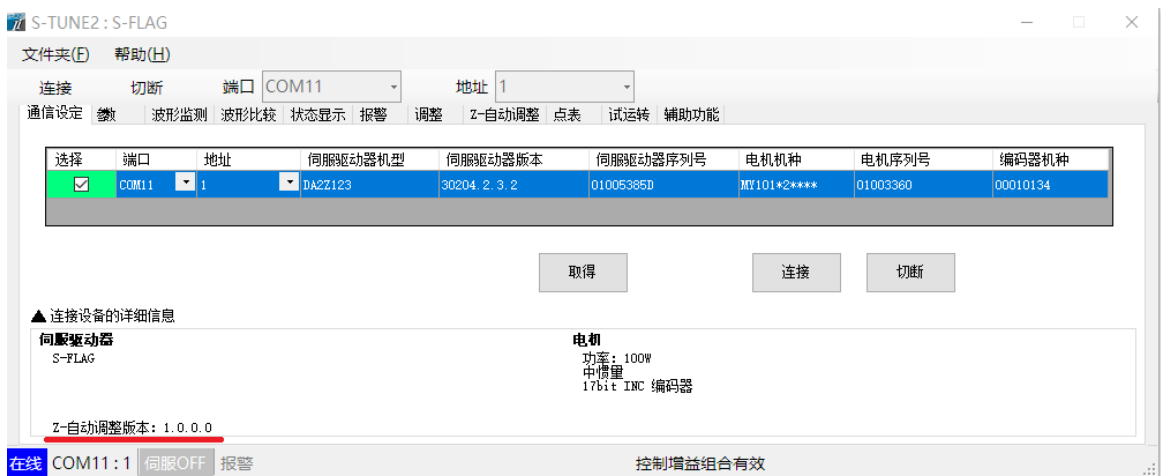 S-TUNE2 : S-FLAG
文件夹(F) 帮助(H)
连接 切断 端口 COM11 地址 1
通信设定 参数 波形监测 波形比较 状态显示 报警 调整 Z-自动调整 点表 试运转 辅助功能
选择 端口 地址 伺服驱动器机型 伺服驱动器版本 伺服驱动器序列号 电机机种 电机序列号 编码器机种
COM11 1 DA2Z123 30204.2.3.2 01005385D MY101*2**** 01003360 00010134
取得 连接 切断
▲ 连接设备的详细信息
伺服驱动器 电机
S-FLAG 功率：100W
中惯量
17bit INC 编码器
Z-自动调整版本：1.0.0.0
在线 COM11 : 1 伺服OFF 报警 控制增益组合有效